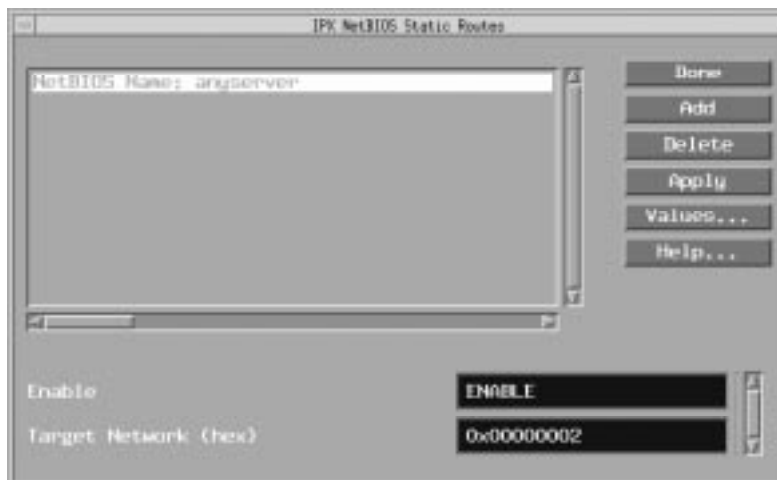 IPX NetBIOS Static Routes
NetBIOS Name: anyserver
Done
Add
Delete
Apply
Values...
Help...
Enable
ENABLE
Target Network (hex)
0x00000002